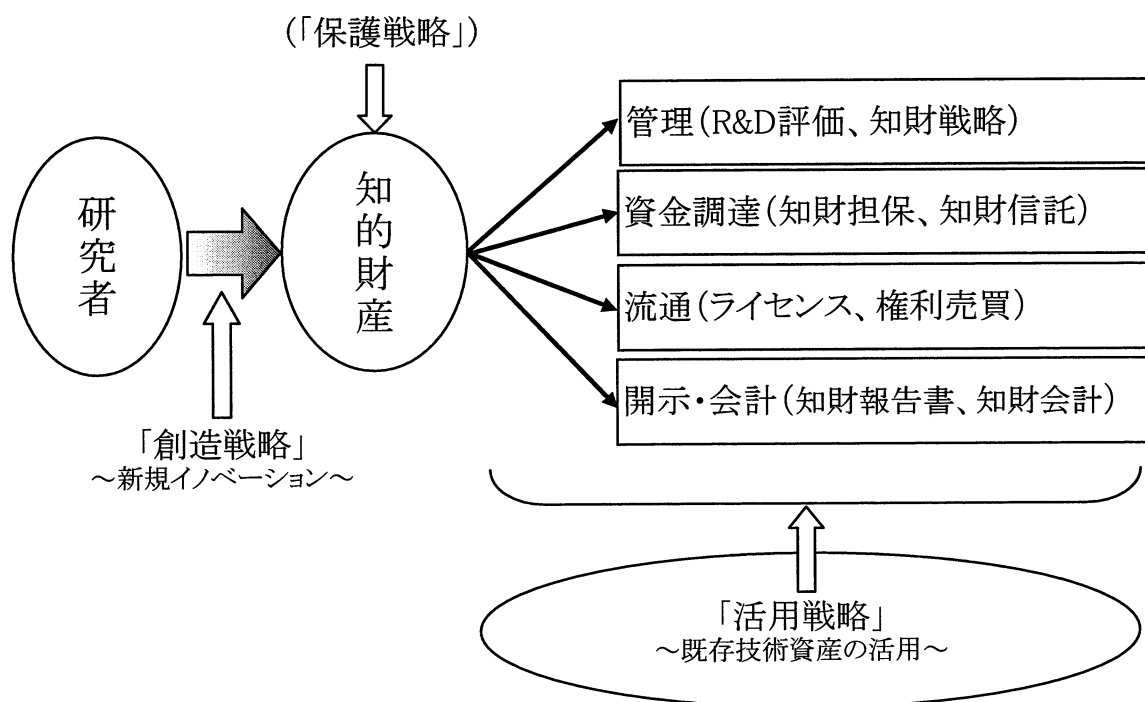 (「保護戦略」)
研究者
知的財産
管理(R&D評価、知財戦略)
資金調達(知財担保、知財信託)
流通(ライセンス、権利売買)
開示・会計(知財報告書、知財会計)
「創造戦略」
～新規イノベーション～
「活用戦略」
～既存技術資産の活用～